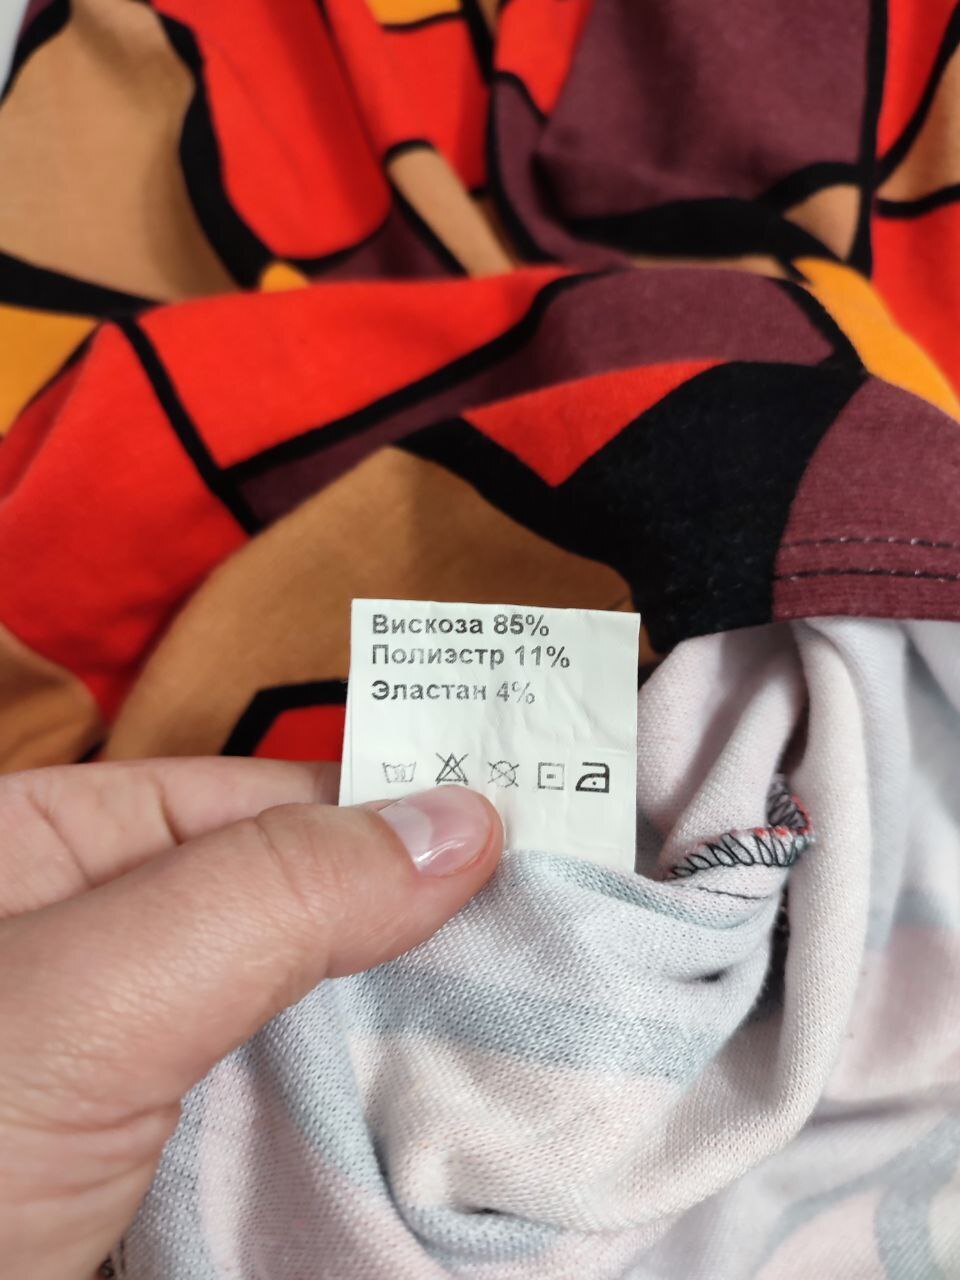 Вискоза 85%
Полиэстр 11%
Эластан 4%